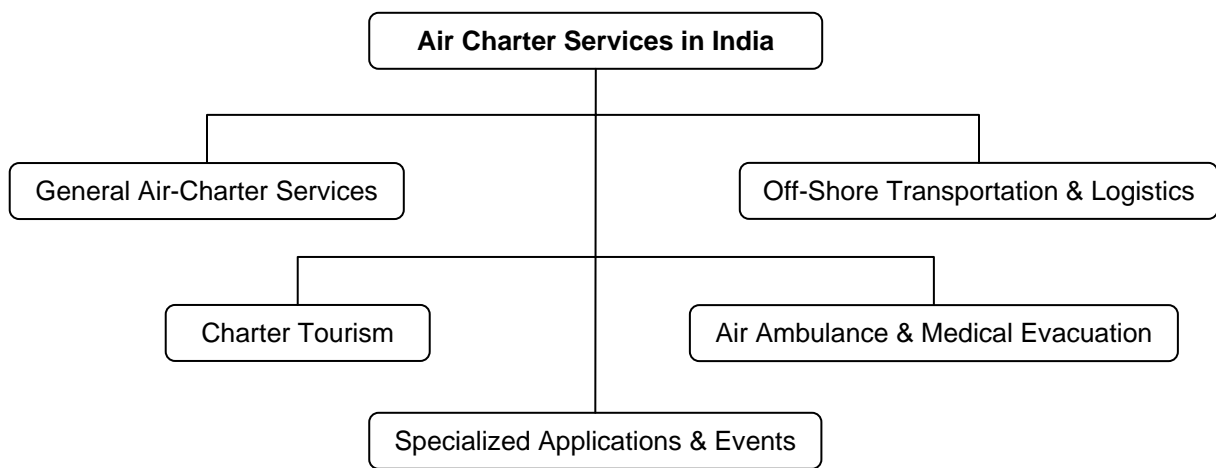 Air Charter Services in India
General Air-Charter Services
Off-Shore Transportation & Logistics
Charter Tourism
Air Ambulance & Medical Evacuation
Specialized Applications & Events